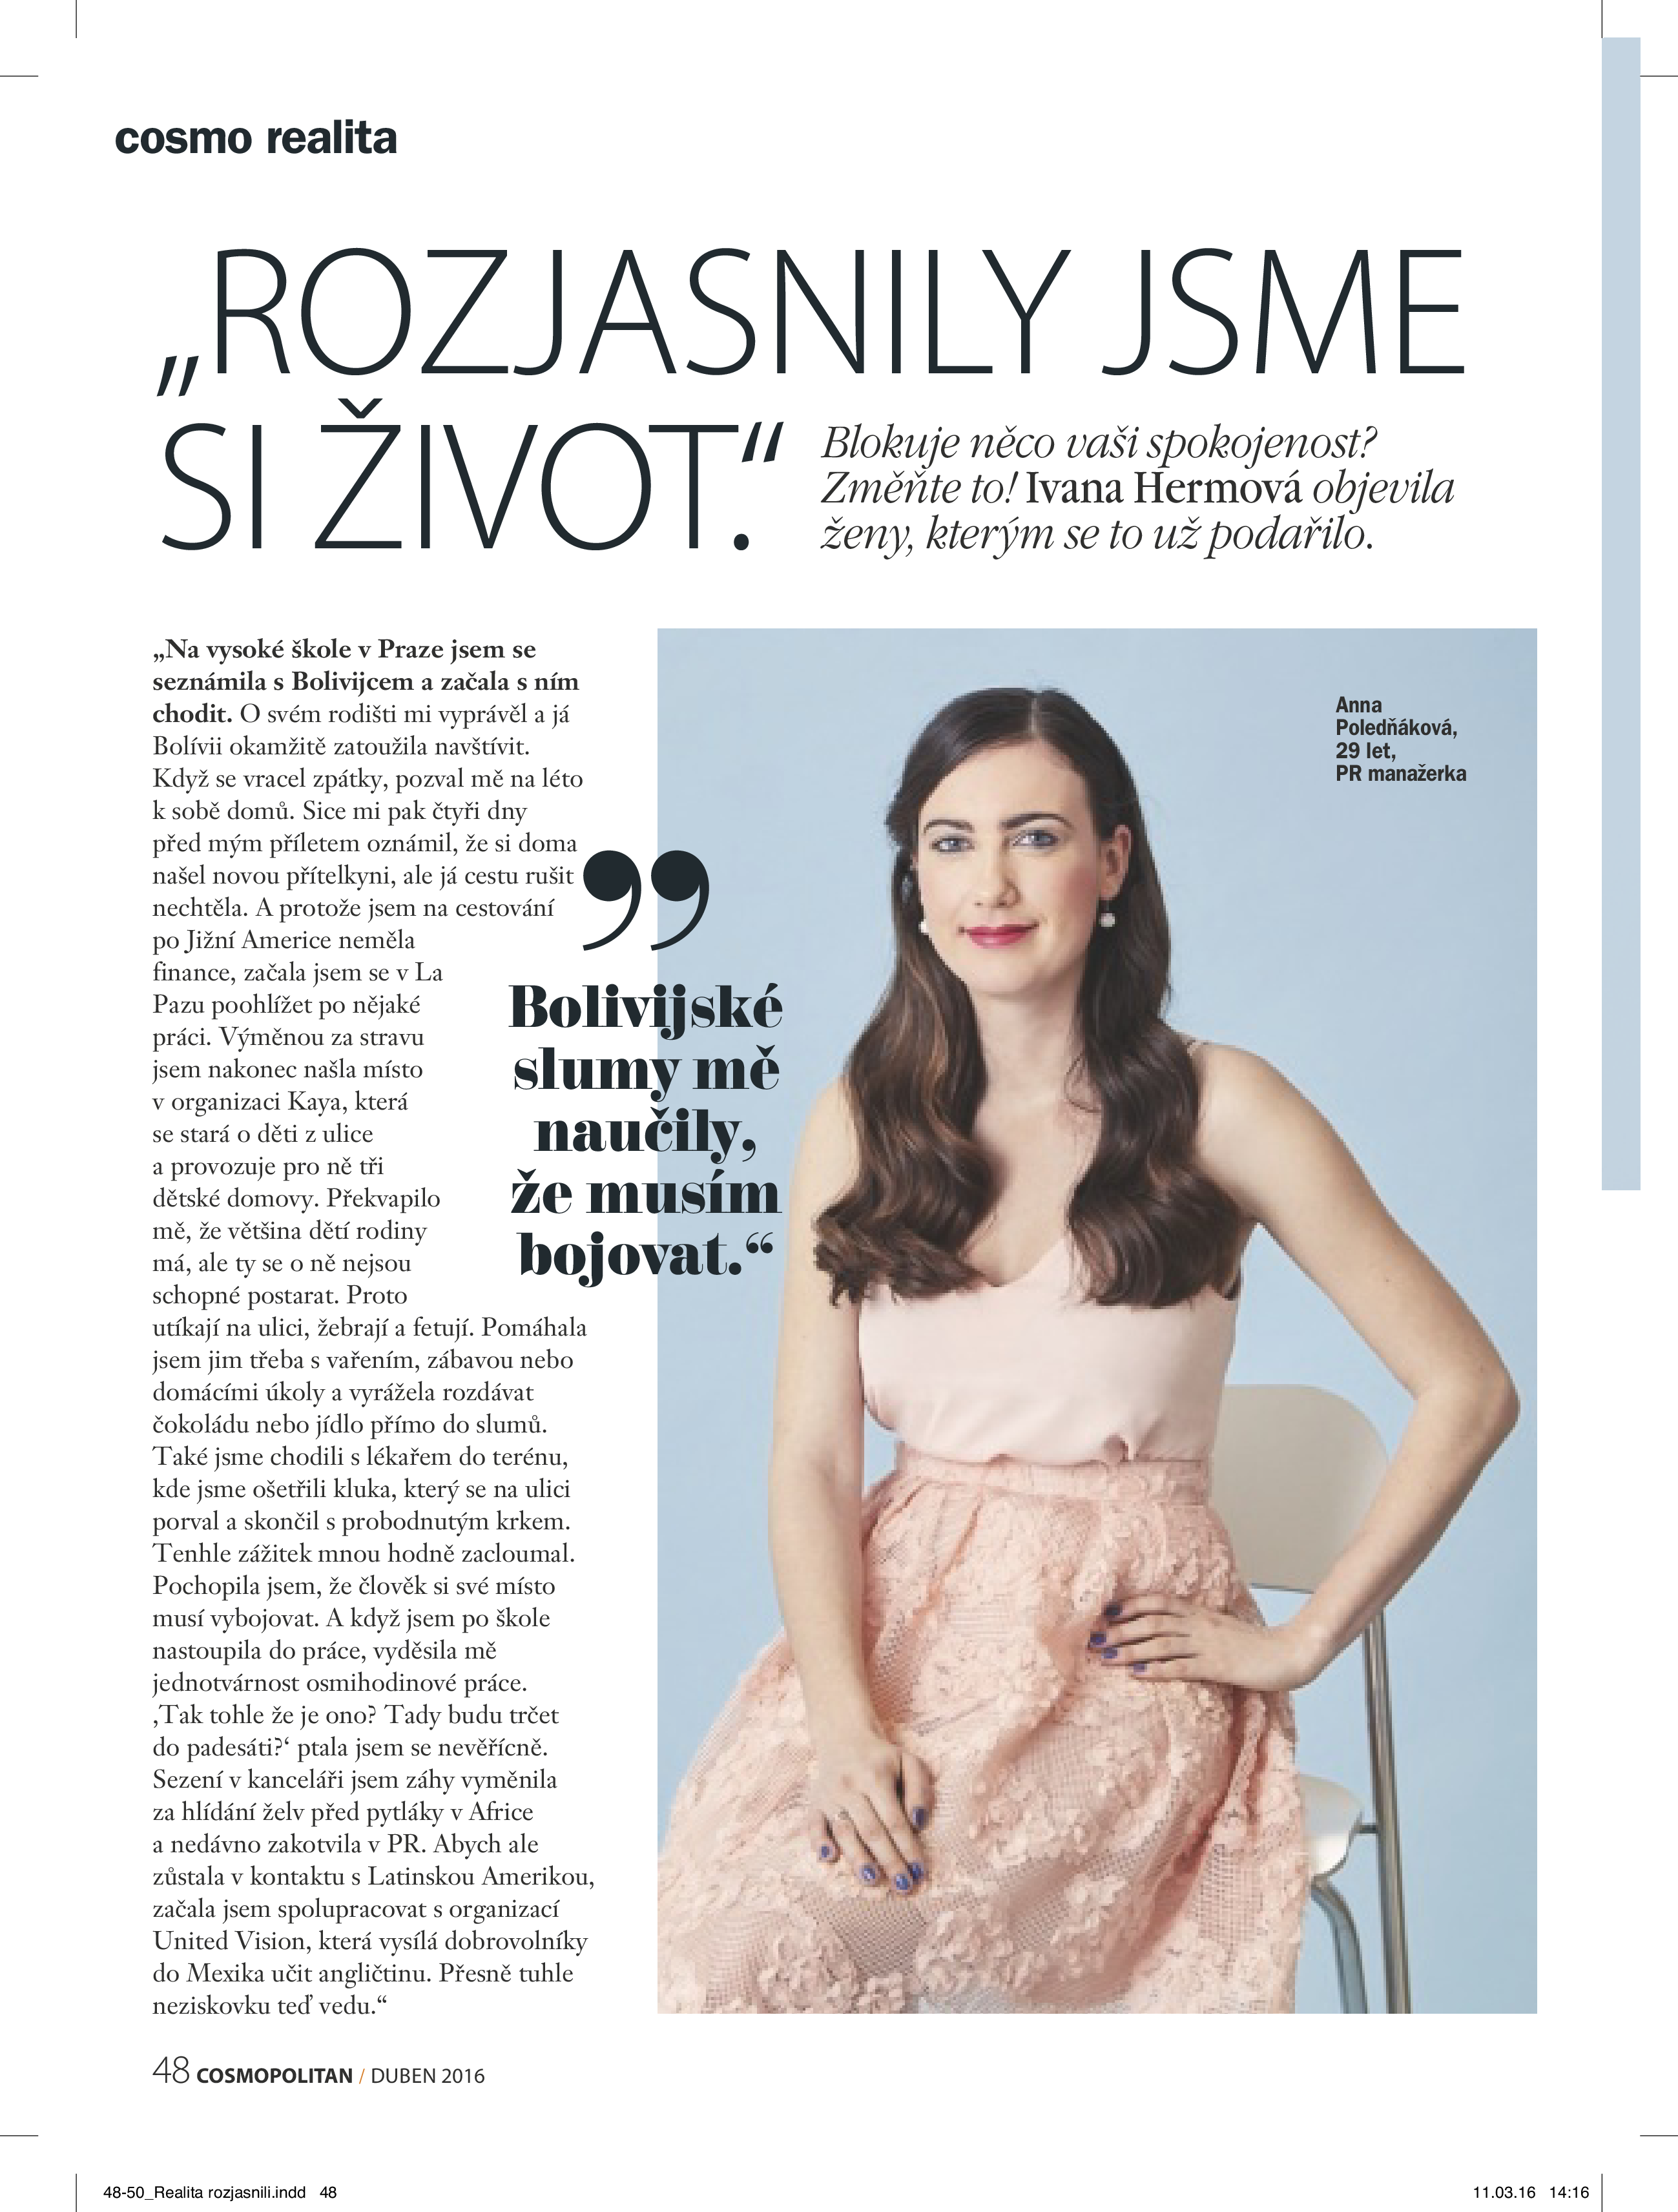 cosmo realita
„ROZJASNILY JSME
SI ŽIVOT.“
Blokuje něco vaši spokojenost?
Změňte to! Ivana Hermová objevila
ženy, kterým se to už podařilo.
„Na vysoké škole v Praze jsem se
seznámila s Bolivijcem a začala s ním
chodit. O svém rodišti mi vyprávěl a já
Bolívii okamžitě zatoužila navštívit.
Když se vracel zpátky, pozval mě na léto
k sobě domů. Sice mi pak čtyři dny
před mým příletem oznámil, že si doma
našel novou přítelkyni, ale já cestu rušit
nechtěla. A protože jsem na cestování
po Jižní Americe neměla
finance, začala jsem se v La
Pazu poohlížet po nějaké
práci. Výměnou za stravu
jsem nakonec našla místo
v organizaci Kaya, která
se stará o děti z ulice
a provozuje pro ně tři
dětské domovy. Překvapilo
mě, že většina dětí rodiny
má, ale ty se o ně nejsou
schopné postarat. Proto
utíkají na ulici, žebrají a fetují. Pomáhala
jsem jim třeba s vařením, zábavou nebo
domácími úkoly a vyrážela rozdávat
čokoládu nebo jídlo přímo do slumů.
Také jsme chodili s lékařem do terénu,
kde jsme ošetřili kluka, který se na ulici
porval a skončil s probodnutým krkem.
Tenhle zážitek mnou hodně zacloumal.
Pochopila jsem, že člověk si své místo
musí vybojovat. A když jsem po škole
nastoupila do práce, vyděsila mě
jednotvárnost osmihodinové práce.
‚Tak tohle že je ono? Tady budu trčet
do padesáti?‘ ptala jsem se nevěřícně.
Sezení v kanceláři jsem záhy vyměnila
za hlídání želv před pytláky v Africe
a nedávno zakotvila v PR. Abych ale
zůstala v kontaktu s Latinskou Amerikou,
začala jsem spolupracovat s organizací
United Vision, která vysílá dobrovolníky
do Mexika učit angličtinu. Přesně tuhle
neziskovku teď vedu.“
”
Bolivijské
slumy mě
naučily,
že musím
bojovat.“
Anna
Poledňáková,
29 let,
PR manažerka
48 COSMOPOLITAN / DUBEN 2016
48-50_Realita rozjasnili.indd 48
11.03.16 14:16